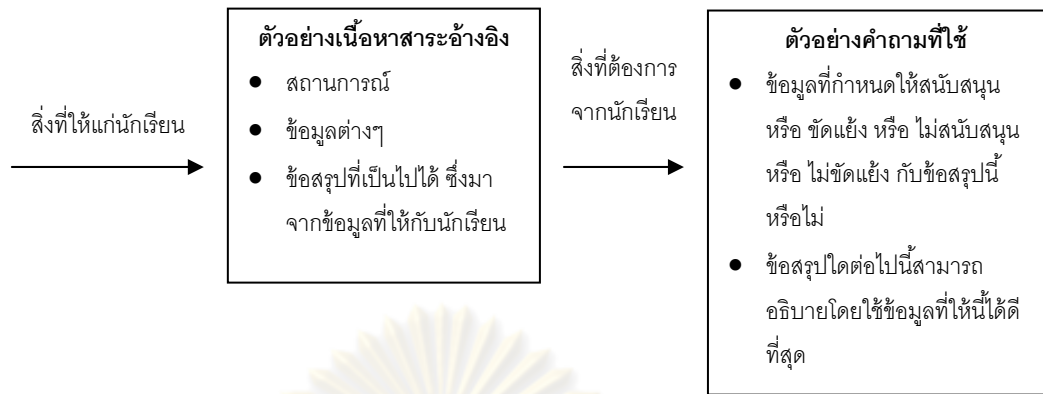 สิ่งที่ให้แก่นักเรียน
ตัวอย่างเนื้อหาสาระอ้างอิง
● สถานการณ์
● ข้อมูลต่างๆ
● ข้อสรุปที่เป็นไปได้ ซึ่งมา
จากข้อมูลที่ให้กับนักเรียน
สิ่งที่ต้องการ
จากนักเรียน
ตัวอย่างคำถามที่ใช้
● ข้อมูลที่กำหนดให้สนับสนุน
หรือ ขัดแย้ง หรือ ไม่สนับสนุน
หรือ ไม่ขัดแย้ง กับข้อสรุปนี้
หรือไม่
● ข้อสรุปใดต่อไปนี้สามารถ
อธิบายโดยใช้ข้อมูลที่ให้นี้ได้ดี
ที่สุด